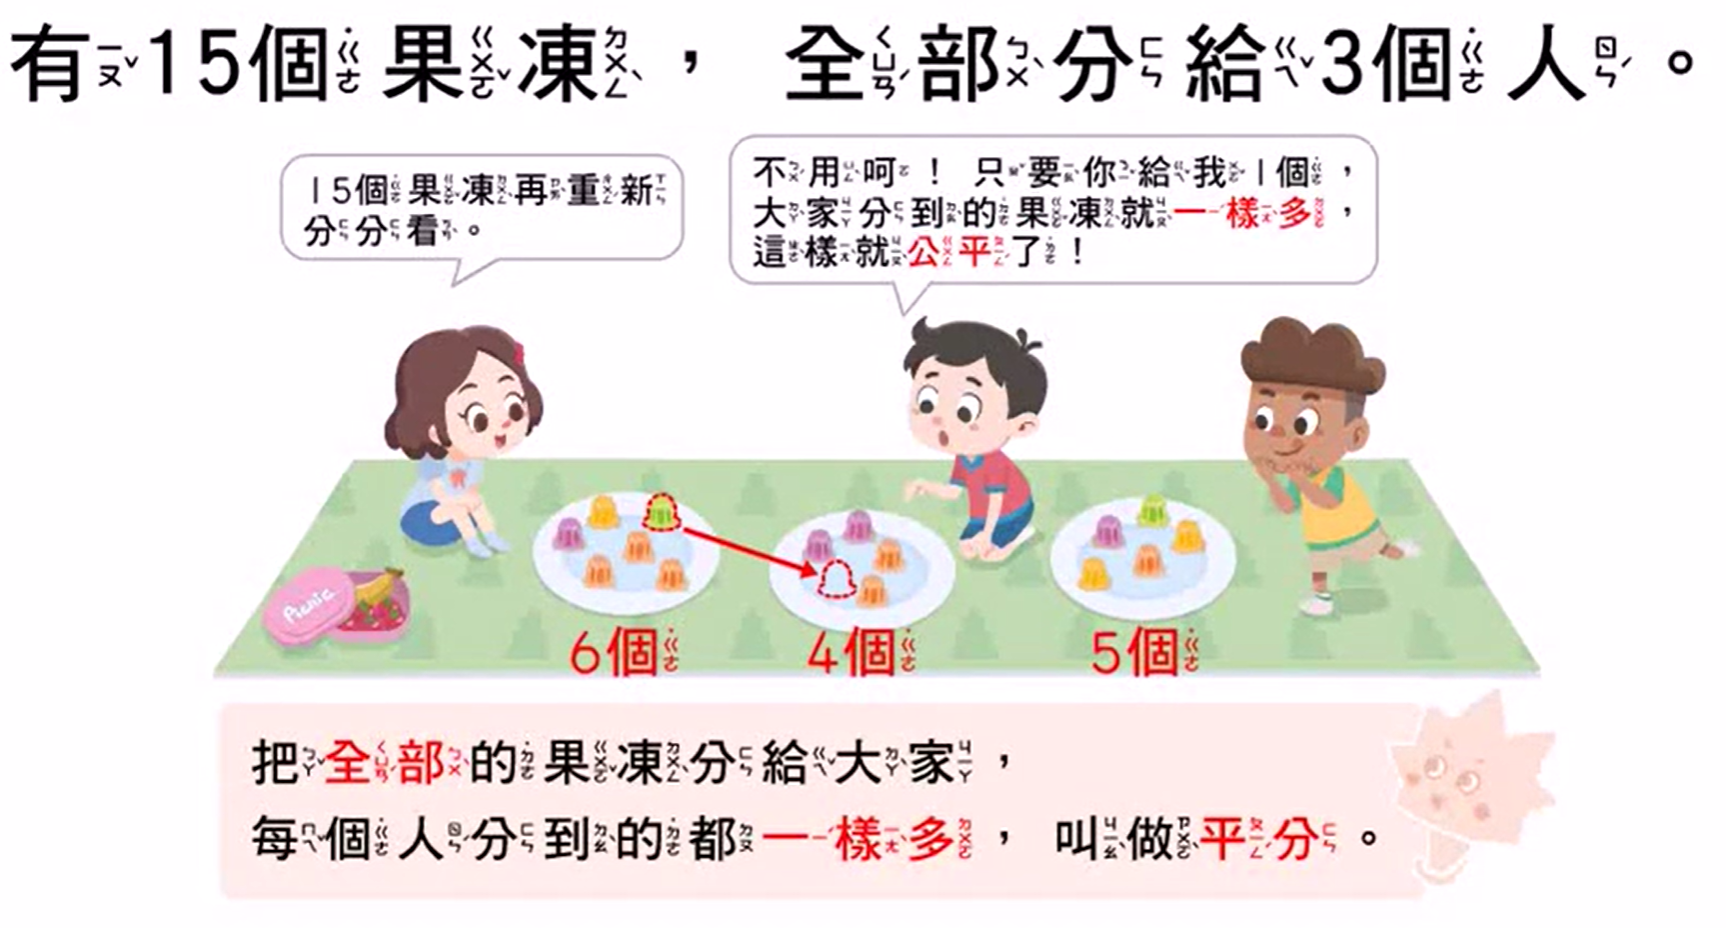 有15個果凍，全部分給3個人。
15個果凍再重新
分分看。
不用呵！只要你給我1個，
大家分到的果凍就一樣多，
這樣就公平了！
Picnic
6個
4個
5個
把全部的果凍分給大家，
每個人分到的都一樣多，叫做平分。